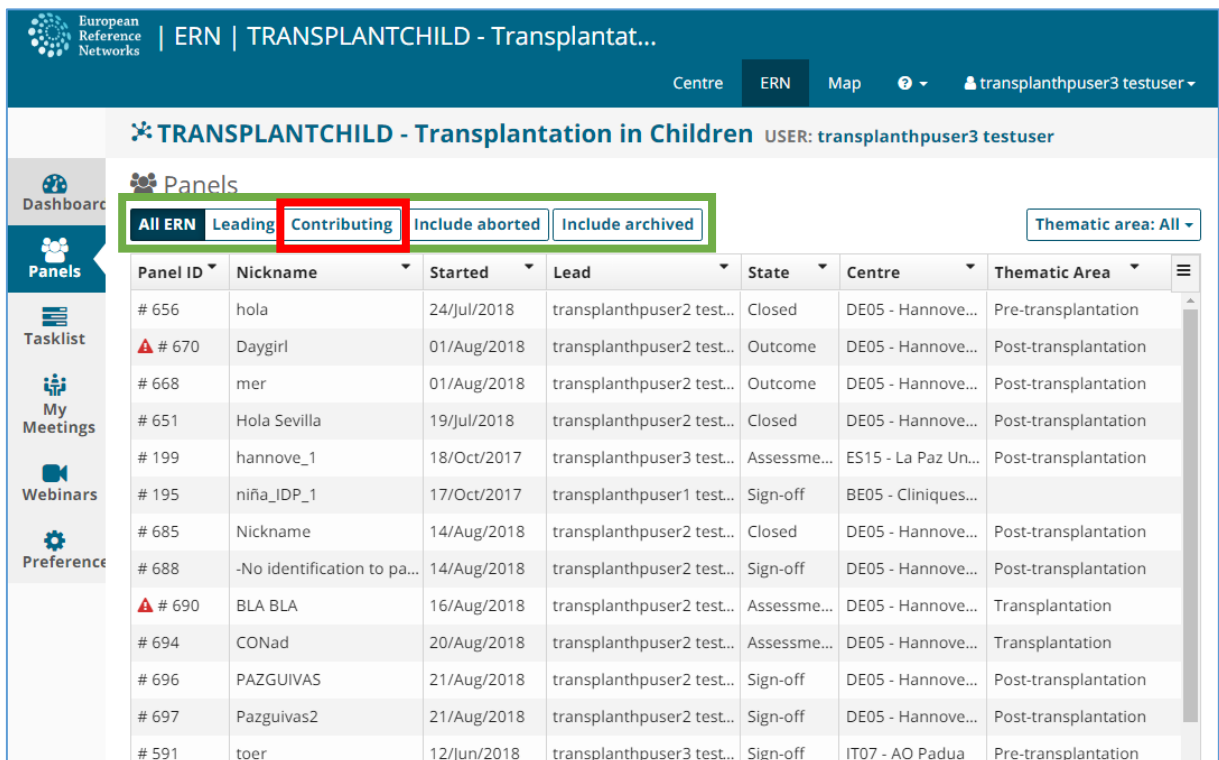 European
Reference
Networks
| ERN | TRANSPLANTCHILD - Transplantat...
Centre ERN Map transplanthpuser3 testuser
TRANSPLANTCHILD - Transplantation in Children USER: transplanthpuser3 testuser
Dashboard
Panels
Tasklist
My
Meetings
Webinars
Preference
Panels
All ERN Leading Contributing Include aborted Include archived Thematic area: All
Panel ID Nickname Started Lead State Centre Thematic Area
# 656 hola 24/Jul/2018 transplanthpuser2 test... Closed DE05 - Hannove... Pre-transplantation
# 670 Daygirl 01/Aug/2018 transplanthpuser2 test... Outcome DE05 - Hannove... Post-transplantation
# 668 mer 01/Aug/2018 transplanthpuser2 test... Outcome DE05 - Hannove... Post-transplantation
# 651 Hola Sevilla 19/Jul/2018 transplanthpuser2 test... Closed DE05 - Hannove... Post-transplantation
# 199 hannove_1 18/Oct/2017 transplanthpuser3 test... Assessme... ES15 - La Paz Un... Post-transplantation
# 195 niña_IDP_1 17/Oct/2017 transplanthpuser1 test... Sign-off BE05 - Cliniques...
# 685 Nickname 14/Aug/2018 transplanthpuser2 test... Closed DE05 - Hannove... Post-transplantation
# 688 -No identification to pa... 14/Aug/2018 transplanthpuser2 test... Sign-off DE05 - Hannove... Post-transplantation
# 690 BLA BLA 16/Aug/2018 transplanthpuser2 test... Assessme... DE05 - Hannove... Transplantation
# 694 CONad 20/Aug/2018 transplanthpuser2 test... Assessme... DE05 - Hannove... Transplantation
# 696 PAZGUIVAS 21/Aug/2018 transplanthpuser2 test... Sign-off DE05 - Hannove... Post-transplantation
# 697 Pazguivas2 21/Aug/2018 transplanthpuser2 test... Sign-off DE05 - Hannove... Post-transplantation
# 591 toer 12/Jun/2018 transplanthpuser3 test... Sign-off IT07 - AO Padua Pre-transplantation